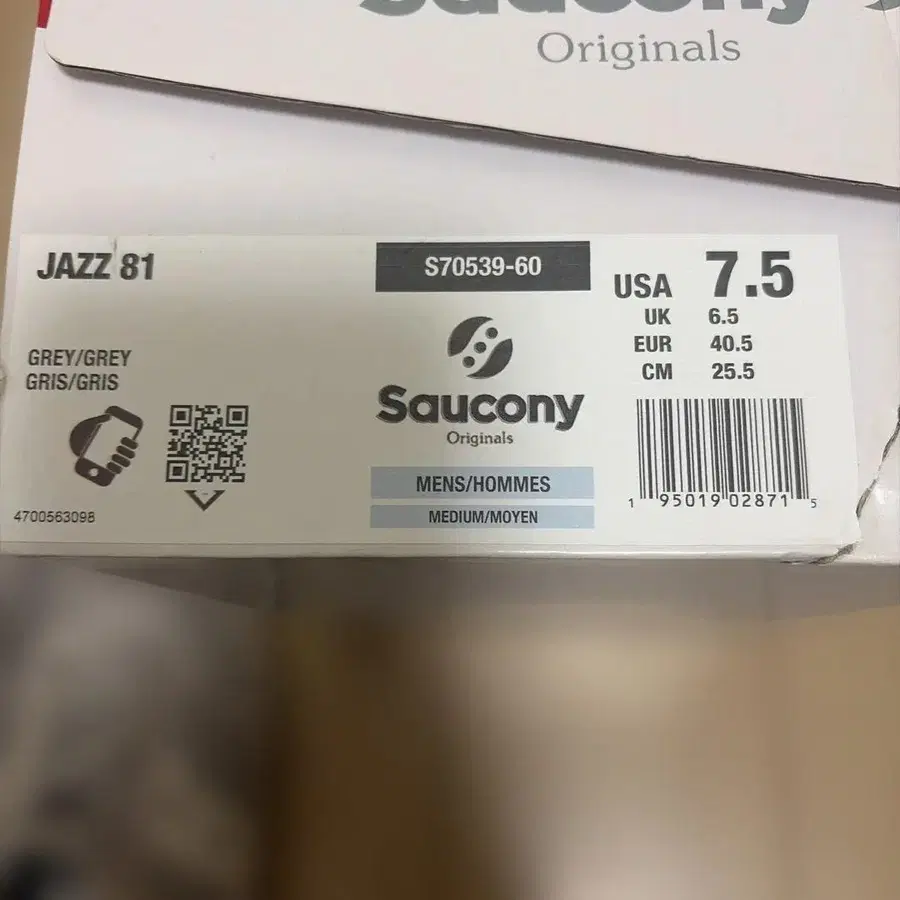 Saucony
Originals
JAZZ 81
GREY/GREY
GRIS/GRIS
4700563098
S70539-60
Saucony
Originals
MENS/HOMMES
MEDIUM/MOYEN
USA 7.5
UK 6.5
EUR 40.5
CM 25.5
1 95019 02871 5